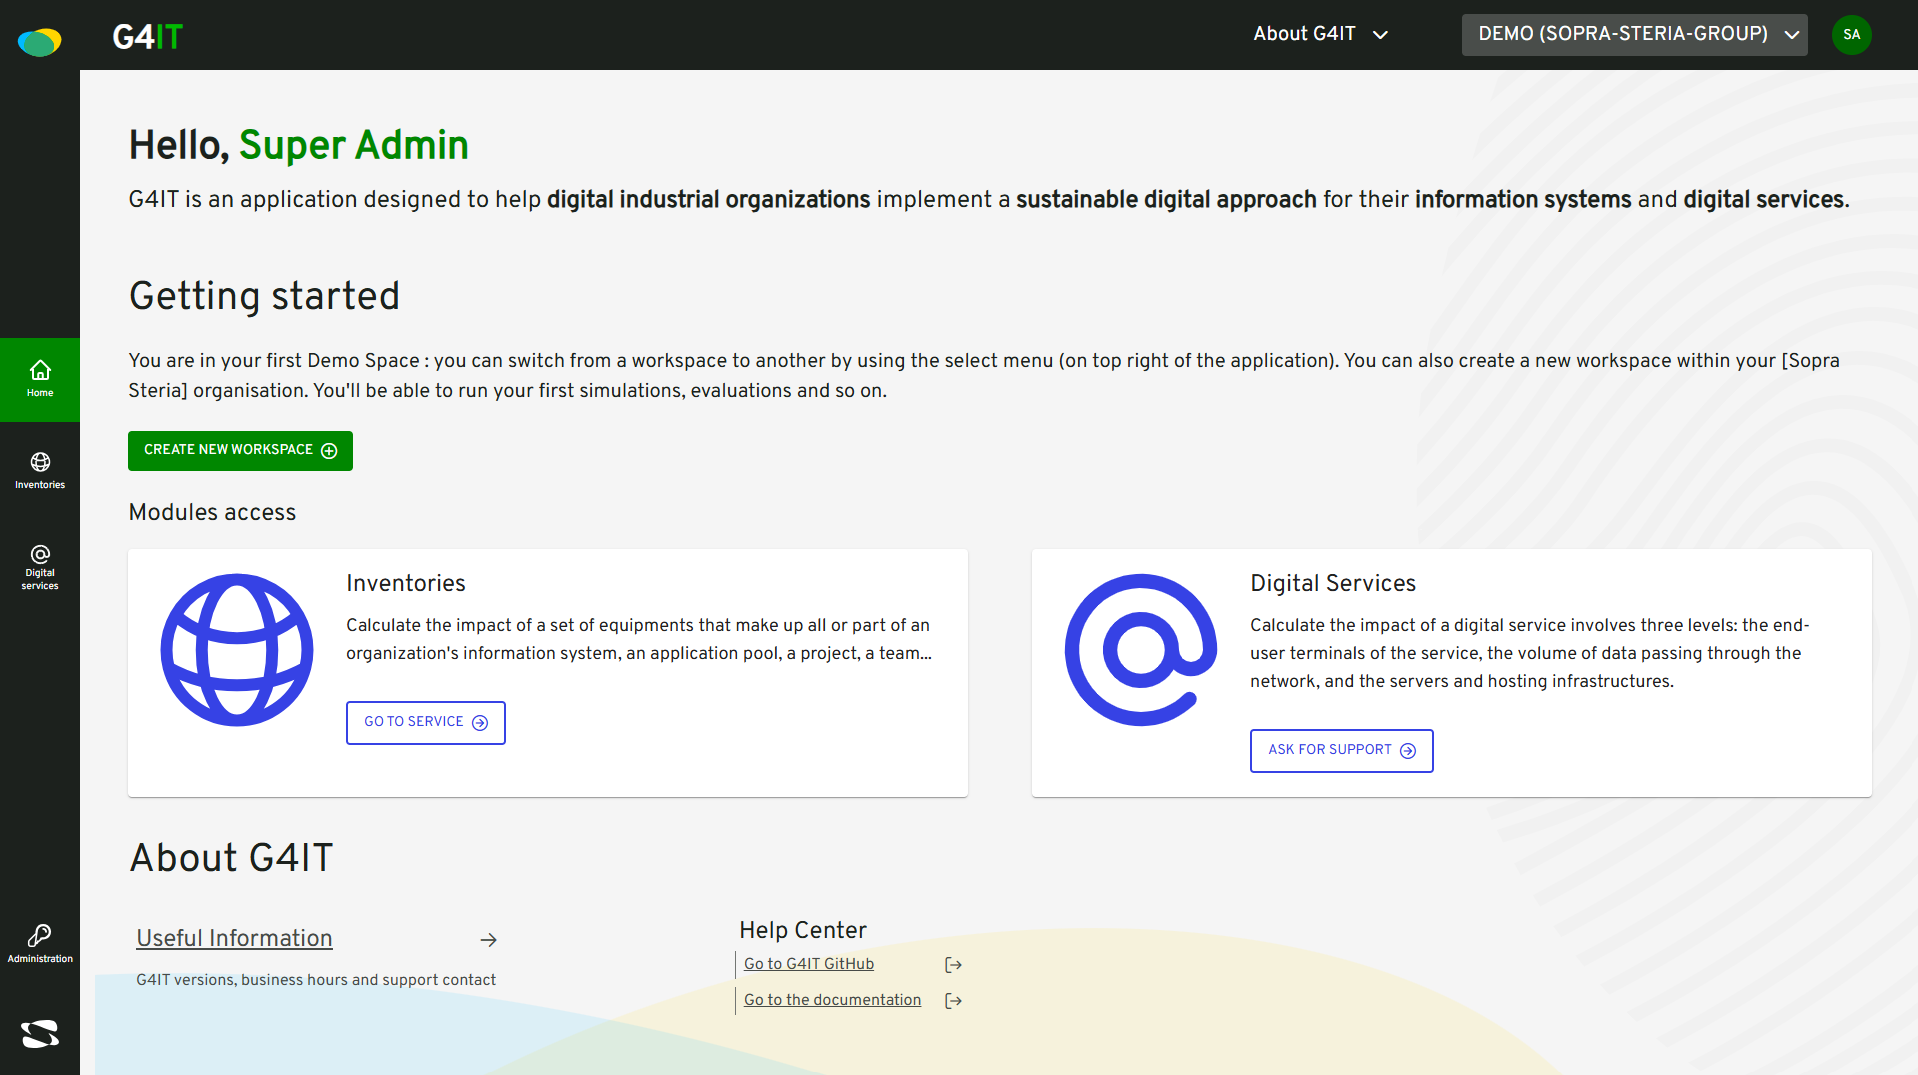 G4IT
About G4IT
DEMO (SOPRA-STERIA-GROUP)
SA
Home
Inventories
Digital
services
Administration
Hello, Super Admin
G4IT is an application designed to help digital industrial organizations implement a sustainable digital approach for their information systems and digital services.
Getting started
You are in your first Demo Space : you can switch from a workspace to another by using the select menu (on top right of the application). You can also create a new workspace within your [Sopra
Steria] organisation. You'll be able to run your first simulations, evaluations and so on.
CREATE NEW WORKSPACE
Modules access
Inventories
Calculate the impact of a set of equipments that make up all or part of an
organization's information system, an application pool, a project, a team...
GO TO SERVICE
Digital Services
Calculate the impact of a digital service involves three levels: the end-
user terminals of the service, the volume of data passing through the
network, and the servers and hosting infrastructures.
ASK FOR SUPPORT
About G4IT
Useful Information
G4IT versions, business hours and support contact
Help Center
Go to G4IT GitHub
Go to the documentation